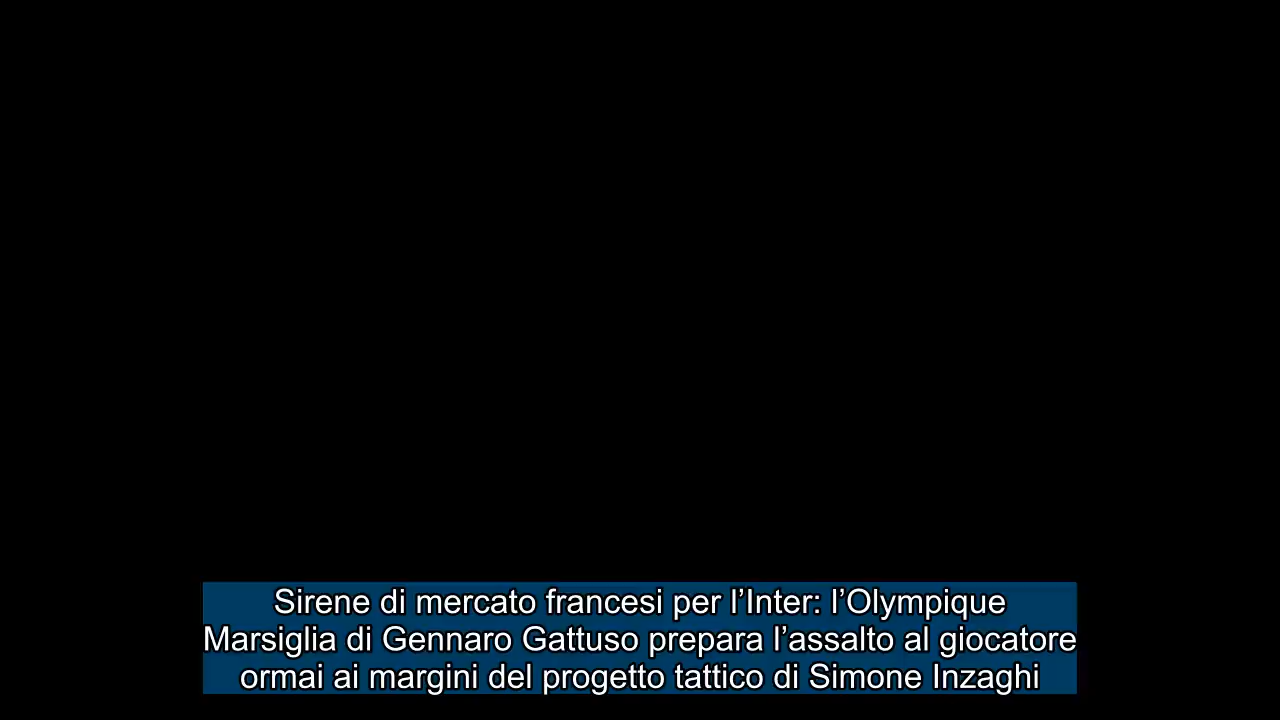 Sirene di mercato francesi per l’Inter: l’Olympique
Marsiglia di Gennaro Gattuso prepara l’assalto al giocatore
ormai ai margini del progetto tattico di Simone Inzaghi